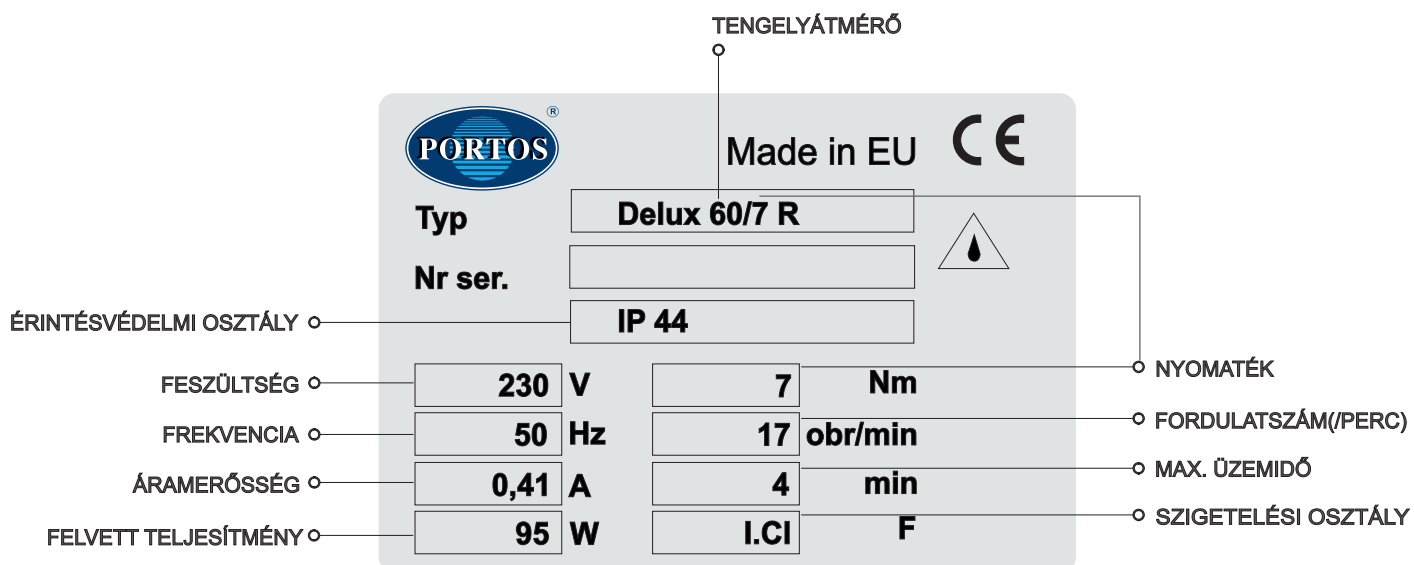 TENGELYÁTMÉRŐ
PORTOS ®
Made in EU CE
Typ Delux 60/7 R
Nr ser.
ÉRINTÉSVÉDELMI OSZTÁLY IP 44
FESZÜLTSÉG 230 V 7 Nm NYOMATÉK
FREKVENCIA 50 Hz 17 obr/min FORDULATSZÁM(/PERC)
ÁRAMERŐSSÉG 0,41 A 4 min MAX. ÜZEMIDŐ
FELVETT TELJESÍTMÉNY 95 W I.Cl F SZIGETELÉSI OSZTÁLY